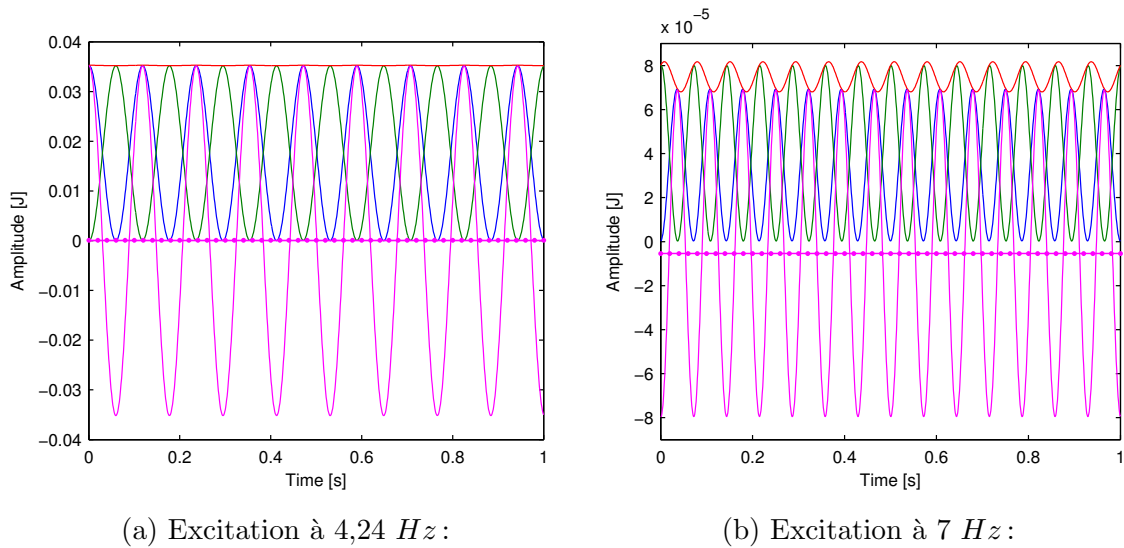 0.04
0.03
0.02
0.01
0
−0.01
−0.02
−0.03
−0.04
Amplitude [J]
0 0.2 0.4 0.6 0.8 1
Time [s]
(a) Excitation à 4,24 Hz :
x 10⁻⁵
8
6
4
2
0
−2
−4
−6
−8
Amplitude [J]
0 0.2 0.4 0.6 0.8 1
Time [s]
(b) Excitation à 7 Hz :